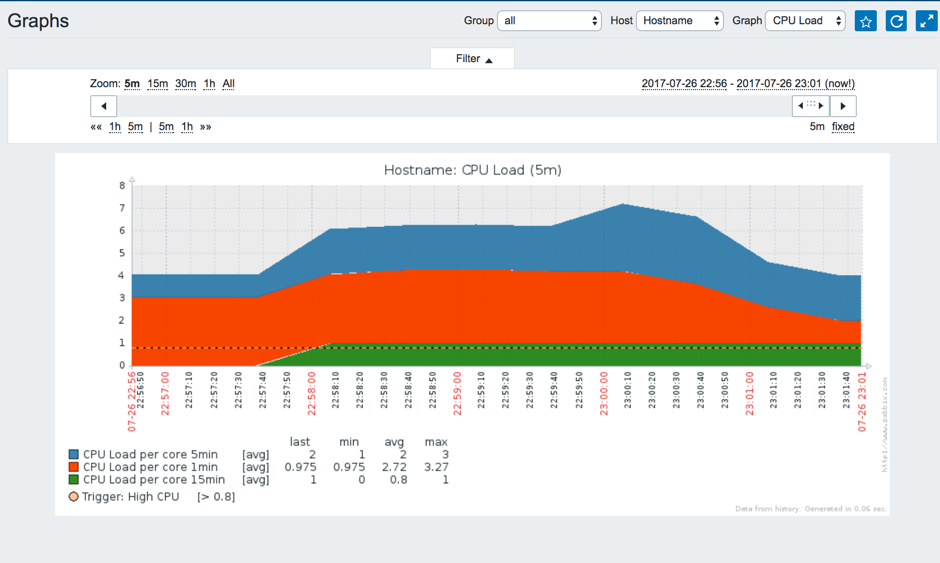 Graphs
Group all Host Hostname Graph CPU Load
Filter
Zoom: 5m 15m 30m 1h All
2017-07-26 22:56 - 2017-07-26 23:01 (now!)
«« 1h 5m | 5m 1h »»
5m fixed
Hostname: CPU Load (5m)
8
7
6
5
4
3
2
1
0
07-26 22:56
22:56:50
22:57:00
22:57:10
22:57:20
22:57:30
22:57:40
22:57:50
22:58:00
22:58:10
22:58:20
22:58:30
22:58:40
22:58:50
22:59:00
22:59:10
22:59:20
22:59:30
22:59:40
22:59:50
23:00:00
23:00:10
23:00:20
23:00:30
23:00:40
23:00:50
23:01:00
23:01:10
23:01:20
23:01:30
23:01:40
07-26 23:01
http://www.zabbix.com
last min avg max
CPU Load per core 5min [avg] 2 1 2 3
CPU Load per core 1min [avg] 0.975 0.975 2.72 3.27
CPU Load per core 15min [avg] 1 0 0.8 1
Trigger: High CPU [> 0.8]
Data from history. Generated in 0.06 sec.